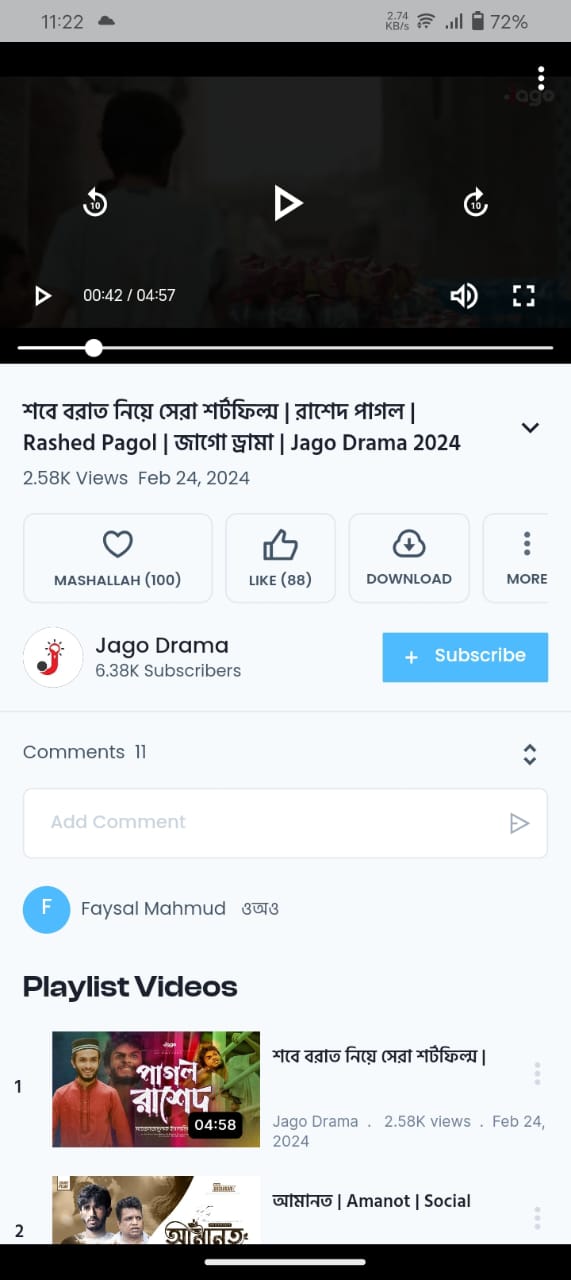 11:22
2.74
KB/s
72%
Jago
10
10
00:42 / 04:57
শবে বরাত নিয়ে সেরা শর্টফিল্ম | রাশেদ পাগল |
Rashed Pagol | জাগো ড্রামা | Jago Drama 2024
2.58K Views Feb 24, 2024
MASHALLAH (100)
LIKE (88)
DOWNLOAD
MORE
Jago Drama
6.38K Subscribers
+ Subscribe
Comments 11
Add Comment
F
Faysal Mahmud ওঅও
Playlist Videos
1
পাগল
রাশেদ
04:58
শবে বরাত নিয়ে সেরা শর্টফিল্ম |
Jago Drama . 2.58K views . Feb 24,
2024
2
আমানত
আমানত | Amanot | Social